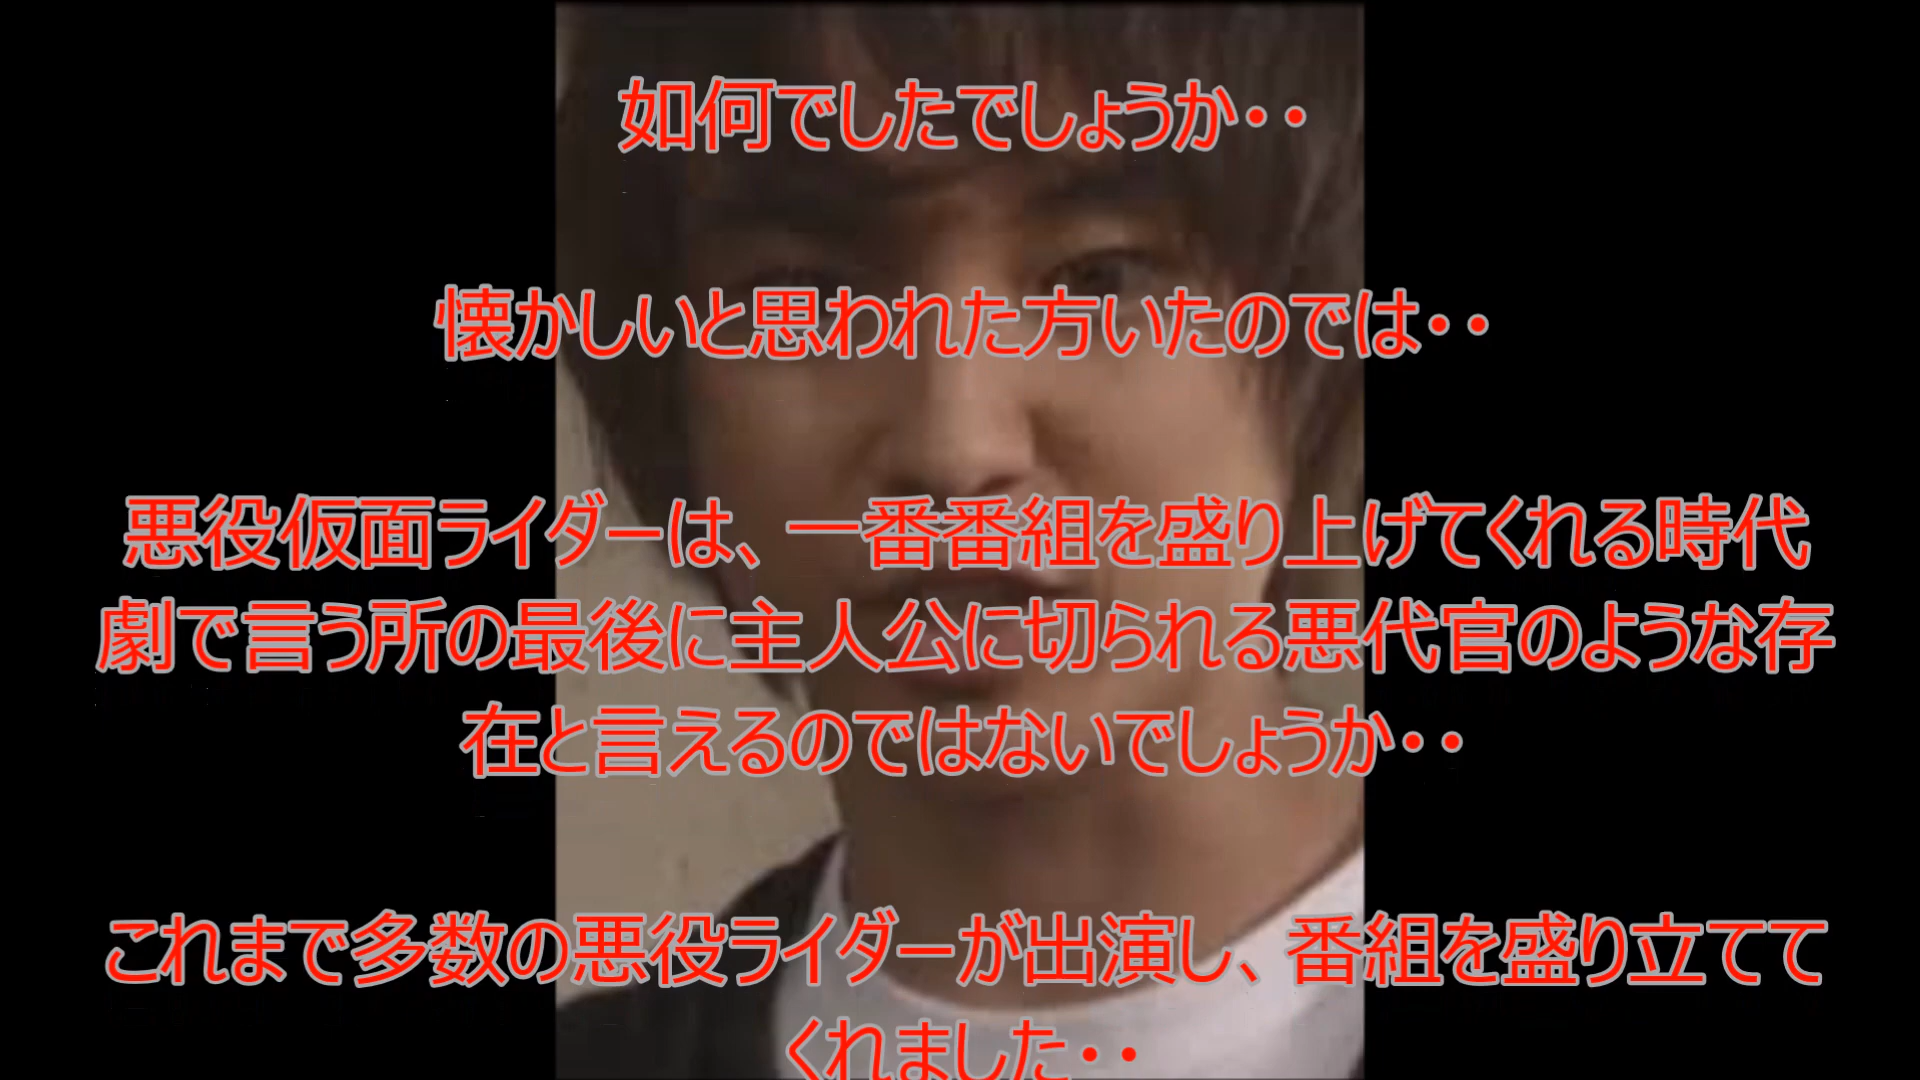 如何でしたでしょうか・・
懐かしいと思われた方いたのでは・・
悪役仮面ライダーは、一番番組を盛り上げてくれる時代
劇で言う所の最後に主人公に切られる悪代官のような存
在と言えるのではないでしょうか・・
これまで多数の悪役ライダーが出演し、番組を盛り立てて
くれました・・